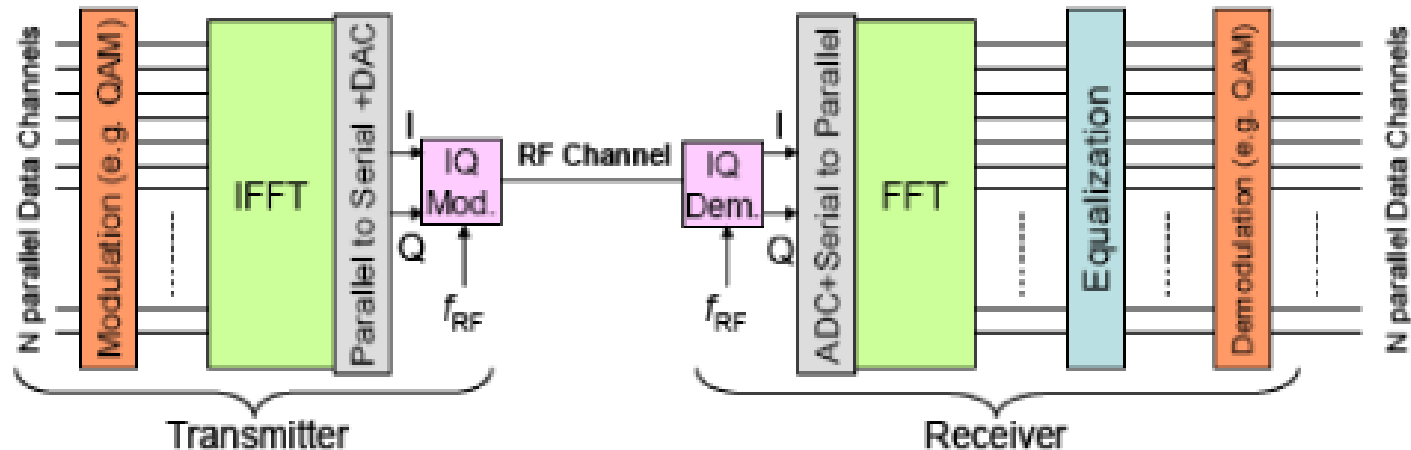 N parallel Data Channels
Modulation (e.g. QAM)
IFFT
Parallel to Serial +DAC
I
Q
IQ
Mod.
fRF
RF Channel
IQ
Dem.
fRF
I
Q
ADC+Serial to Parallel
FFT
Equalization
Demodulation (e.g. QAM)
N parallel Data Channels
Transmitter
Receiver